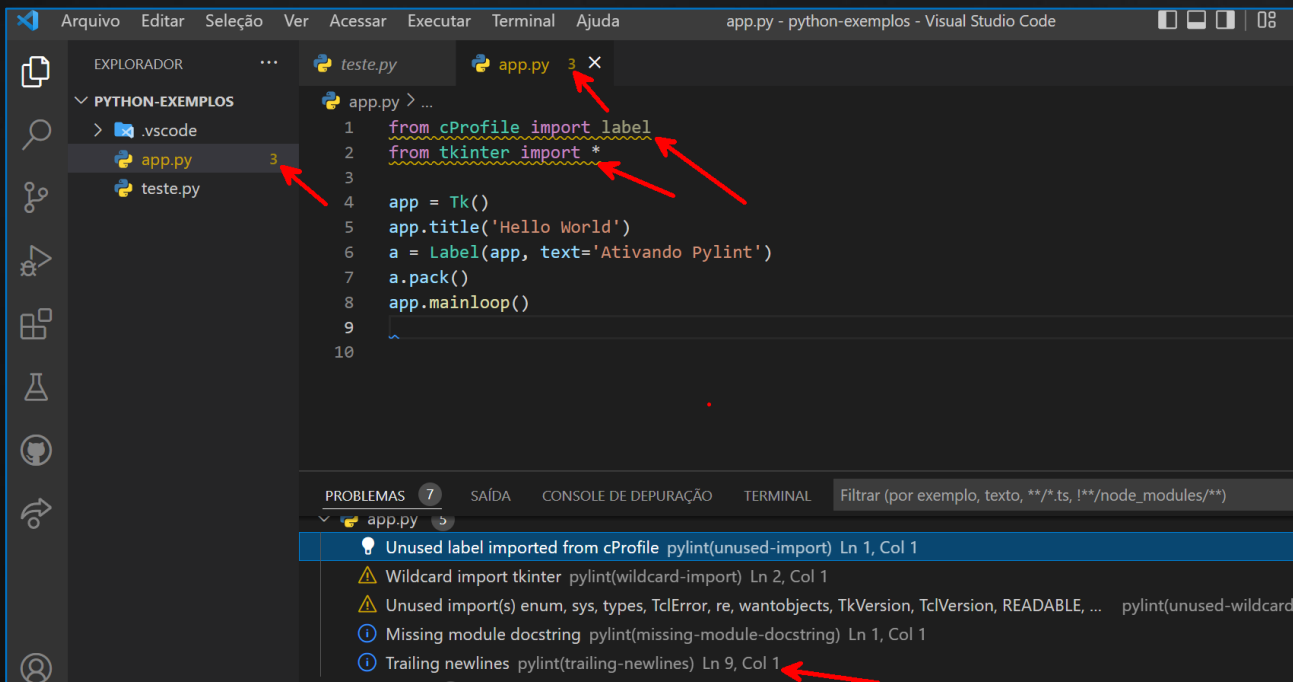 Arquivo Editar Seleção Ver Acessar Executar Terminal Ajuda app.py - python-exemplos - Visual Studio Code
EXPLORADOR ...
PYTHON-EXEMPLOS
.vscode
app.py 3
teste.py
teste.py app.py 3
app.py > ...
1 from cProfile import label
2 from tkinter import *
3
4 app = Tk()
5 app.title('Hello World')
6 a = Label(app, text='Ativando Pylint')
7 a.pack()
8 app.mainloop()
9
10
PROBLEMAS 7 SAÍDA CONSOLE DE DEPURAÇÃO TERMINAL Filtrar (por exemplo, texto, **/*.ts, !**/node_modules/**)
app.py 5
Unused label imported from cProfile pylint(unused-import) Ln 1, Col 1
Wildcard import tkinter pylint(wildcard-import) Ln 2, Col 1
Unused import(s) enum, sys, types, TclError, re, wantobjects, TkVersion, TclVersion, READABLE, ... pylint(unused-wildcard
Missing module docstring pylint(missing-module-docstring) Ln 1, Col 1
Trailing newlines pylint(trailing-newlines) Ln 9, Col 1